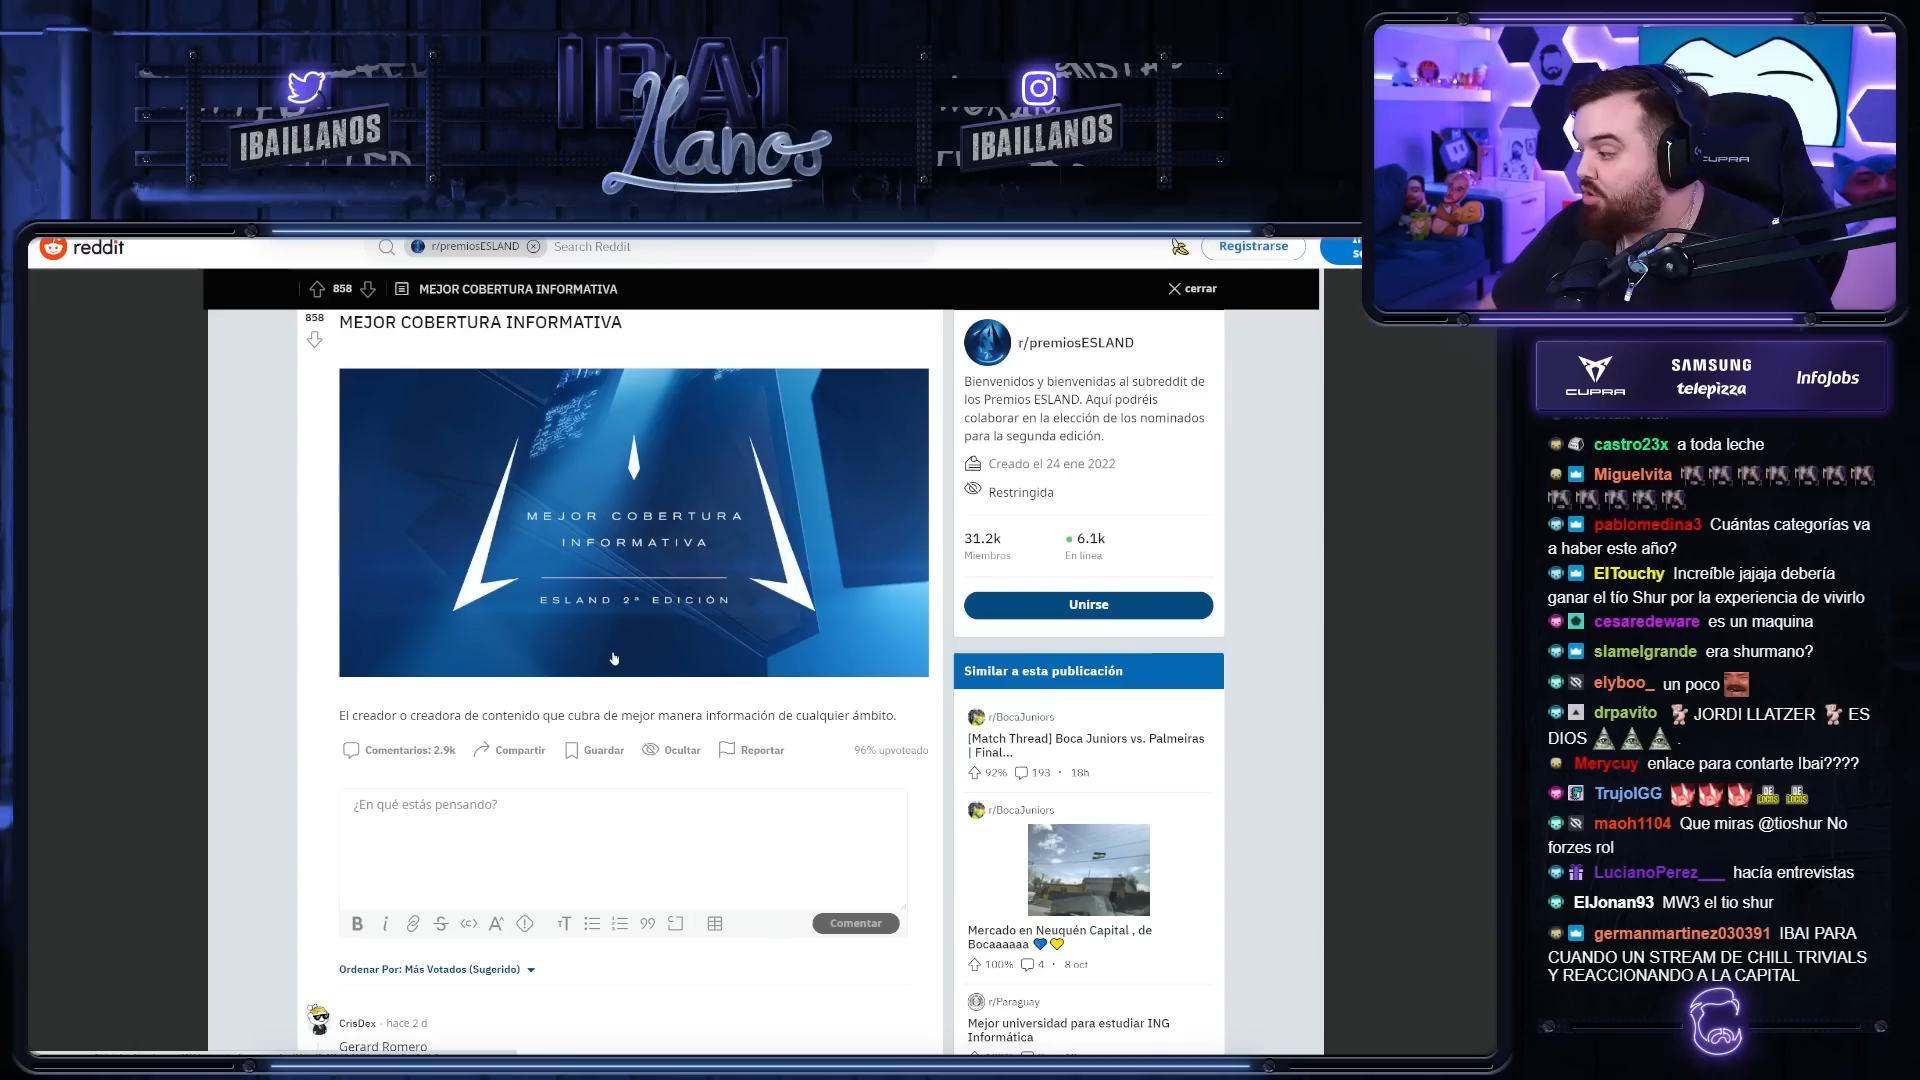 IBAILLANOS
IBAI
Llanos
IBAILLANOS
CUPRA
reddit
r/premiosESLAND
Search Reddit
Registrarse
858
MEJOR COBERTURA INFORMATIVA
cerrar
858
MEJOR COBERTURA INFORMATIVA
MEJOR COBERTURA
INFORMATIVA
ESLAND 2ª EDICIÓN
El creador o creadora de contenido que cubra de mejor manera información de cualquier ámbito.
Comentarios: 2.9k
Compartir
Guardar
Ocultar
Reportar
96% upvoteado
¿En qué estás pensando?
Comentar
Ordenar Por: Más Votados (Sugerido)
CrisDex · hace 2 d
Gerard Romero
r/premiosESLAND
Bienvenidos y bienvenidas al subreddit de
los Premios ESLAND. Aquí podréis
colaborar en la elección de los nominados
para la segunda edición.
Creado el 24 ene 2022
Restringida
31.2k 6.1k
Miembros En línea
Unirse
Similar a esta publicación
r/BocaJuniors
[Match Thread] Boca Juniors vs. Palmeiras
| Final...
92% 193 · 18h
r/BocaJuniors
Mercado en Neuquén Capital , de
Bocaaaaaa 💙💛
100% 4 · 8 oct
r/Paraguay
Mejor universidad para estudiar ING
Informática
CUPRA
SAMSUNG
telepizza
InfoJobs
castro23x a toda leche
Miguelvita
pablomedina3 Cuántas categorías va
a haber este año?
ElTouchy Increíble jajaja debería
ganar el tío Shur por la experiencia de vivirlo
cesaredeware es un maquina
slamelgrande era shurmano?
elyboo_ un poco
drpavito JORDI LLATZER ES
DIOS .
Merycuy enlace para contarte Ibai????
TrujolGG
maoh1104 Que miras @tioshur No
forzes rol
LucianoPerez___ hacía entrevistas
ElJonan93 MW3 el tio shur
germanmartinez030391 IBAI PARA
CUANDO UN STREAM DE CHILL TRIVIALS
Y REACCIONANDO A LA CAPITAL